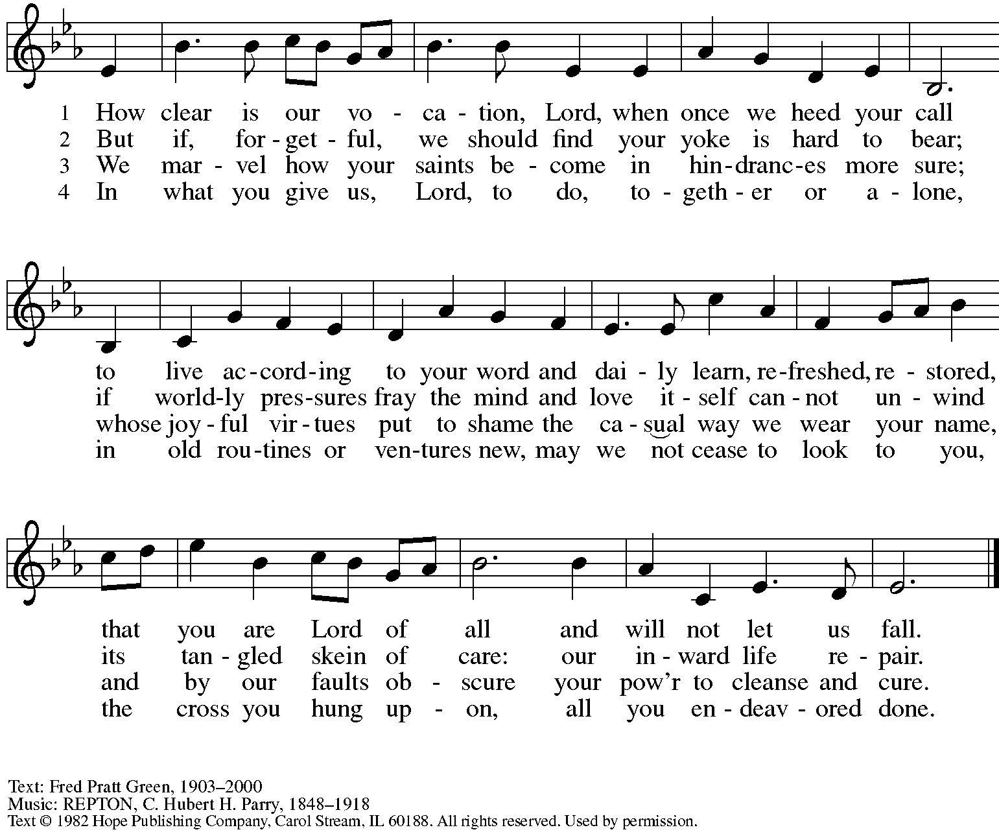 1 How clear is our vo - ca - tion, Lord, when once we heed your call
2 But if, for - get - ful, we should find your yoke is hard to bear;
3 We mar - vel how your saints be - come in hin - dranc - es more sure;
4 In what you give us, Lord, to do, to - geth - er or a - lone,
to live ac - cord - ing to your word and dai - ly learn, re - freshed, re - stored,
if world - ly pres - sures fray the mind and love it - self can - not un - wind
whose joy - ful vir - tues put to shame the ca - sual way we wear your name,
in old rou - tines or ven - tures new, may we not cease to look to you,
that you are Lord of all and will not let us fall.
its tan - gled skein of care: our in - ward life re - pair.
and by our faults ob - scure your pow'r to cleanse and cure.
the cross you hung up - on, all you en - deav - ored done.
Text: Fred Pratt Green, 1903–2000
Music: REPTON, C. Hubert H. Parry, 1848–1918
Text © 1982 Hope Publishing Company, Carol Stream, IL 60188. All rights reserved. Used by permission.